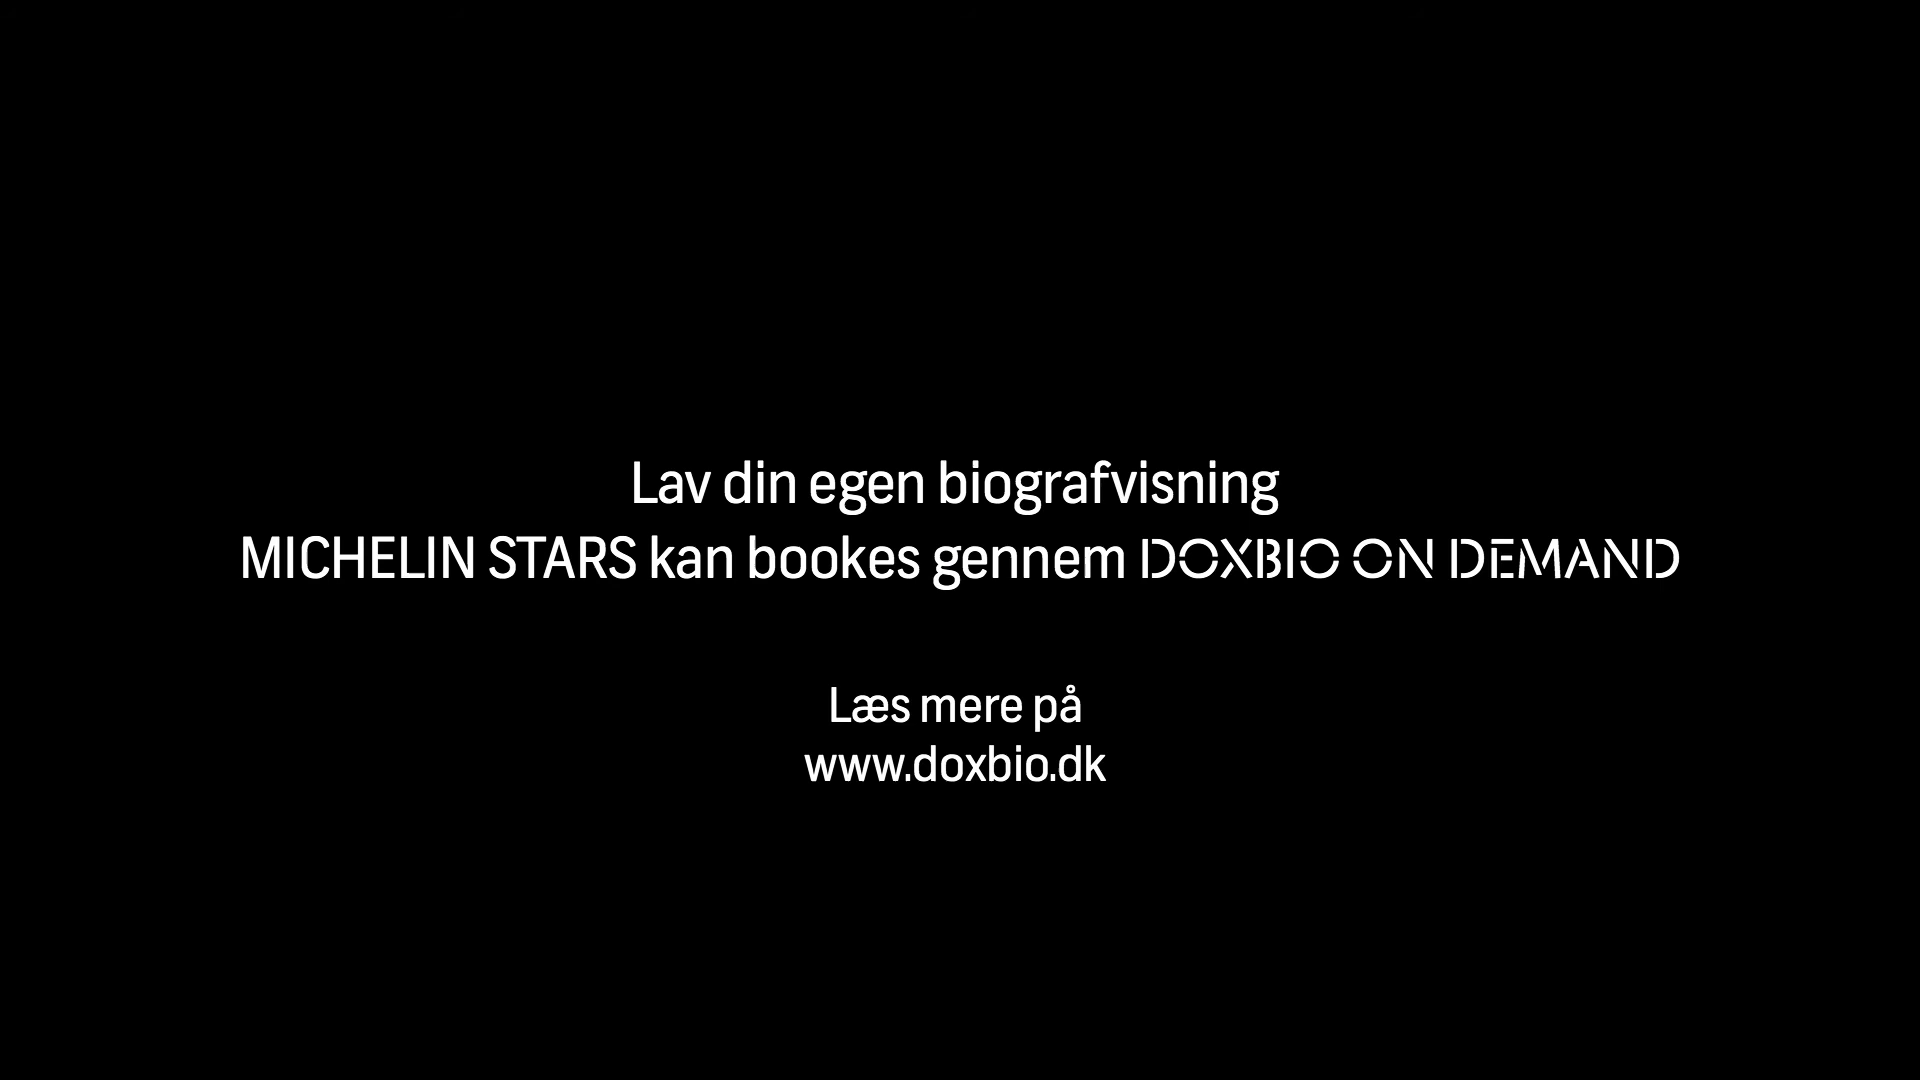 Lav din egen biografvisning
MICHELIN STARS kan bookes gennem DOXBIO ON DEMAND
Læs mere på
www.doxbio.dk